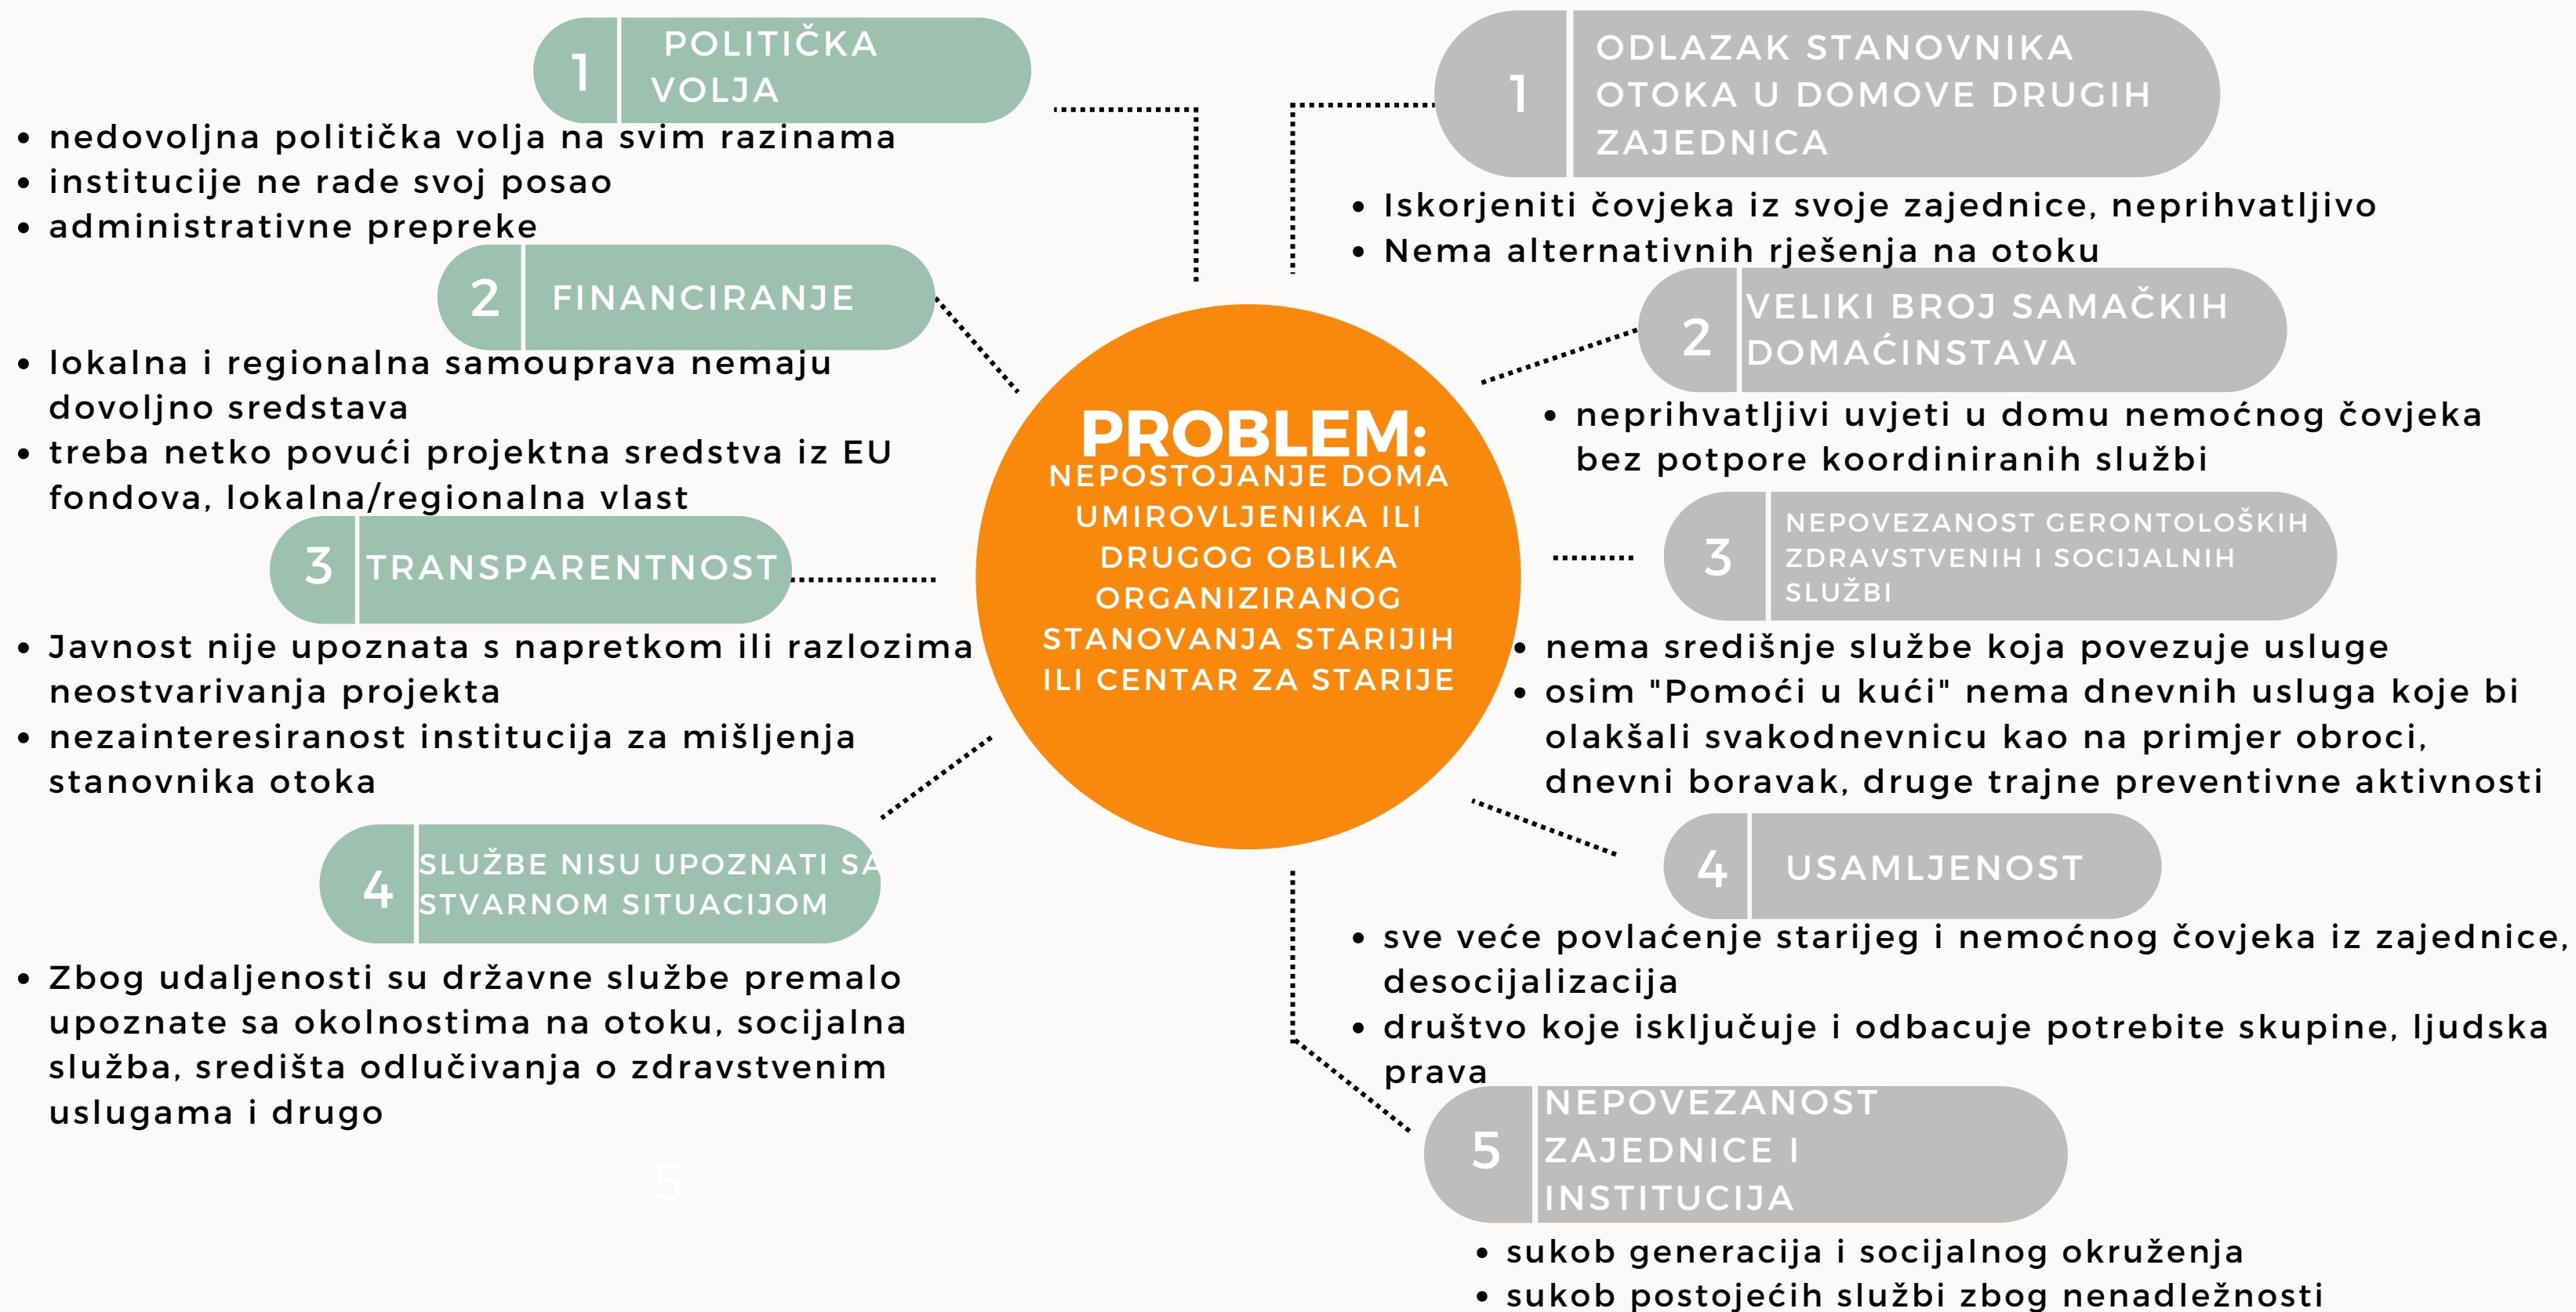 1
POLITIČKA
VOLJA
• nedovoljna politička volja na svim razinama
• institucije ne rade svoj posao
• administrativne prepreke
2
FINANCIRANJE
• lokalna i regionalna samouprava nemaju
dovoljno sredstava
• treba netko povući projektna sredstva iz EU
fondova, lokalna/regionalna vlast
3
TRANSPARENTNOST
• Javnost nije upoznata s napretkom ili razlozima
neostvarivanja projekta
• nezainteresiranost institucija za mišljenja
stanovnika otoka
4
SLUŽBE NISU UPOZNATI SA
STVARNOM SITUACIJOM
• Zbog udaljenosti su državne službe premalo
upoznate sa okolnostima na otoku, socijalna
služba, središta odlučivanja o zdravstvenim
uslugama i drugo
5
PROBLEM:
NEPOSTOJANJE DOMA
UMIROVLJENIKA ILI
DRUGOG OBLIKA
ORGANIZIRANOG
STANOVANJA STARIJIH
ILI CENTAR ZA STARIJE
1
ODLAZAK STANOVNIKA
OTOKA U DOMOVE DRUGIH
ZAJEDNICA
• Iskorjeniti čovjeka iz svoje zajednice, neprihvatljivo
• Nema alternativnih rješenja na otoku
2
VELIKI BROJ SAMAČKIH
DOMAĆINSTAVA
• neprihvatljivi uvjeti u domu nemoćnog čovjeka
bez potpore koordiniranih službi
3
NEPOVEZANOST GERONTOLOŠKIH
ZDRAVSTVENIH I SOCIJALNIH
SLUŽBI
• nema središnje službe koja povezuje usluge
• osim "Pomoći u kući" nema dnevnih usluga koje bi
olakšali svakodnevnicu kao na primjer obroci,
dnevni boravak, druge trajne preventivne aktivnosti
4
USAMLJENOST
• sve veće povlaćenje starijeg i nemoćnog čovjeka iz zajednice,
desocijalizacija
• društvo koje isključuje i odbacuje potrebite skupine, ljudska
prava
5
NEPOVEZANOST
ZAJEDNICE I
INSTITUCIJA
• sukob generacija i socijalnog okruženja
• sukob postojećih službi zbog nenadležnosti